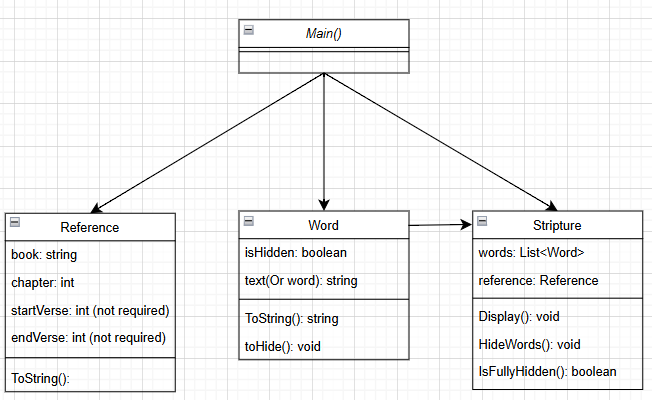 Main()
Reference
book: string
chapter: int
startVerse: int (not required)
endVerse: int (not required)
ToString():
Word
isHidden: boolean
text(Or word): string
ToString(): string
toHide(): void
Stripture
words: List<Word>
reference: Reference
Display(): void
HideWords(): void
IsFullyHidden(): boolean